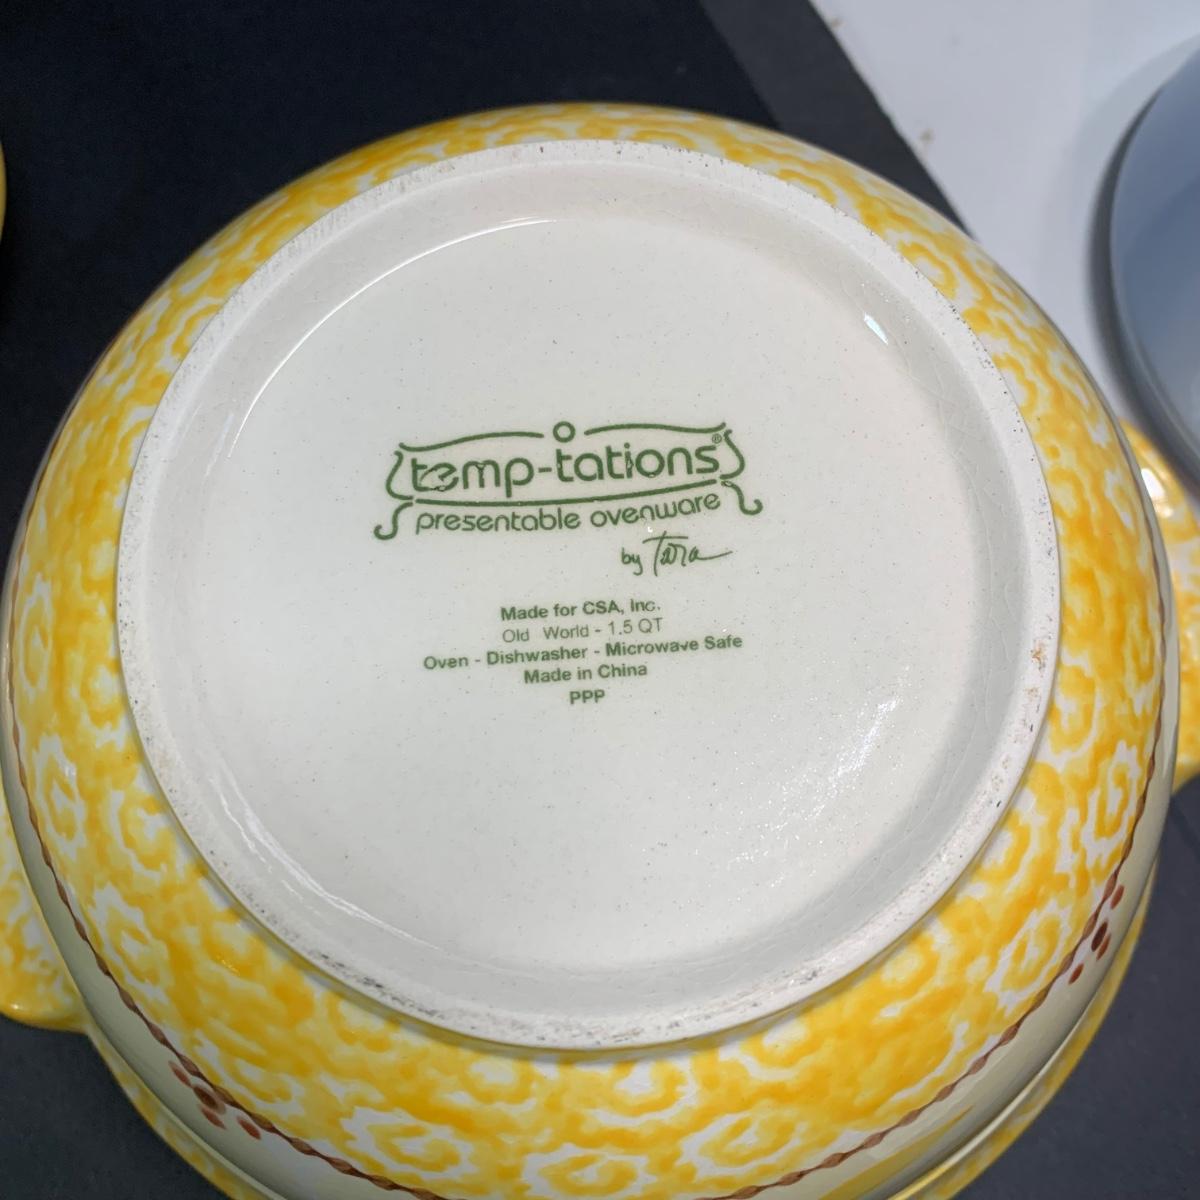 temp-tations®
presentable ovenware
by Tara
Made for CSA, Inc.
Old World - 1.5 QT
Oven - Dishwasher - Microwave Safe
Made in China
PPP